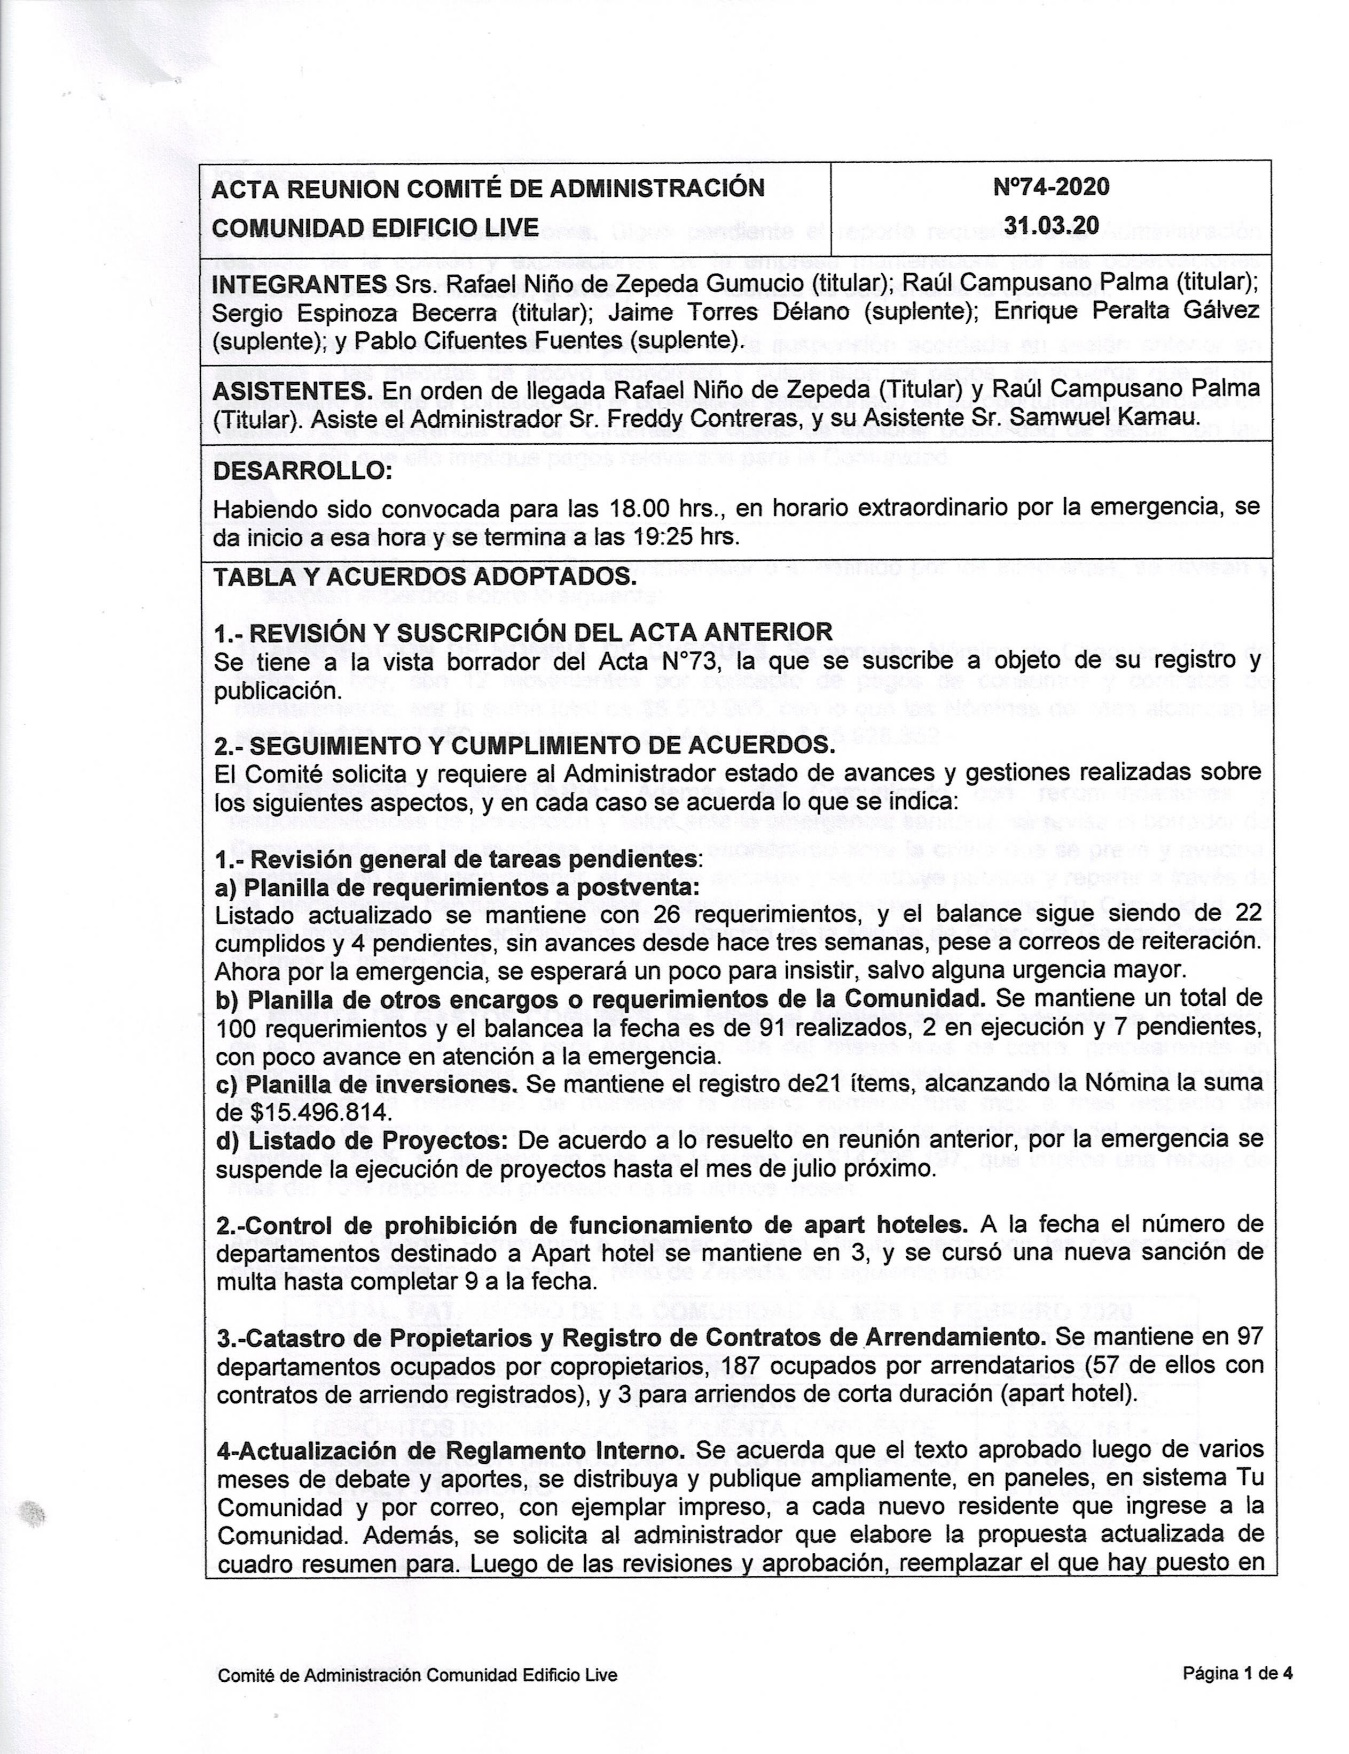 ACTA REUNION COMITÉ DE ADMINISTRACIÓN
COMUNIDAD EDIFICIO LIVE
Nº74-2020
31.03.20
INTEGRANTES Srs. Rafael Niño de Zepeda Gumucio (titular); Raúl Campusano Palma (titular);
Sergio Espinoza Becerra (titular); Jaime Torres Délano (suplente); Enrique Peralta Gálvez
(suplente); y Pablo Cifuentes Fuentes (suplente).
ASISTENTES. En orden de llegada Rafael Niño de Zepeda (Titular) y Raúl Campusano Palma
(Titular). Asiste el Administrador Sr. Freddy Contreras, y su Asistente Sr. Samwuel Kamau.
DESARROLLO:
Habiendo sido convocada para las 18.00 hrs., en horario extraordinario por la emergencia, se
da inicio a esa hora y se termina a las 19:25 hrs.
TABLA Y ACUERDOS ADOPTADOS.
1.- REVISIÓN Y SUSCRIPCIÓN DEL ACTA ANTERIOR
Se tiene a la vista borrador del Acta N°73, la que se suscribe a objeto de su registro y
publicación.
2.- SEGUIMIENTO Y CUMPLIMIENTO DE ACUERDOS.
El Comité solicita y requiere al Administrador estado de avances y gestiones realizadas sobre
los siguientes aspectos, y en cada caso se acuerda lo que se indica:
1.- Revisión general de tareas pendientes:
a) Planilla de requerimientos a postventa:
Listado actualizado se mantiene con 26 requerimientos, y el balance sigue siendo de 22
cumplidos y 4 pendientes, sin avances desde hace tres semanas, pese a correos de reiteración.
Ahora por la emergencia, se esperará un poco para insistir, salvo alguna urgencia mayor.
b) Planilla de otros encargos o requerimientos de la Comunidad. Se mantiene un total de
100 requerimientos y el balancea la fecha es de 91 realizados, 2 en ejecución y 7 pendientes,
con poco avance en atención a la emergencia.
c) Planilla de inversiones. Se mantiene el registro de21 ítems, alcanzando la Nómina la suma
de $15.496.814.
d) Listado de Proyectos: De acuerdo a lo resuelto en reunión anterior, por la emergencia se
suspende la ejecución de proyectos hasta el mes de julio próximo.
2.-Control de prohibición de funcionamiento de apart hoteles. A la fecha el número de
departamentos destinado a Apart hotel se mantiene en 3, y se cursó una nueva sanción de
multa hasta completar 9 a la fecha.
3.-Catastro de Propietarios y Registro de Contratos de Arrendamiento. Se mantiene en 97
departamentos ocupados por copropietarios, 187 ocupados por arrendatarios (57 de ellos con
contratos de arriendo registrados), y 3 para arriendos de corta duración (apart hotel).
4-Actualización de Reglamento Interno. Se acuerda que el texto aprobado luego de varios
meses de debate y aportes, se distribuya y publique ampliamente, en paneles, en sistema Tu
Comunidad y por correo, con ejemplar impreso, a cada nuevo residente que ingrese a la
Comunidad. Además, se solicita al administrador que elabore la propuesta actualizada de
cuadro resumen para. Luego de las revisiones y aprobación, reemplazar el que hay puesto en
Comité de Administración Comunidad Edificio Live
Página 1 de 4